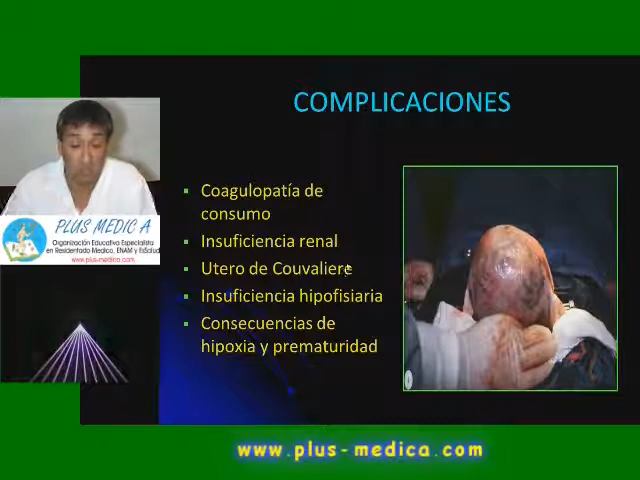 COMPLICACIONES
PLUS MEDIC A
Organización Educativa Especialista
en Residentado Medico, ENAM y EsSalud
www.plus-medica.com
Coagulopatía de
consumo
Insuficiencia renal
Utero de Couvaliere
Insuficiencia hipofisiaria
Consecuencias de
hipoxia y prematuridad
www.plus-medica.com